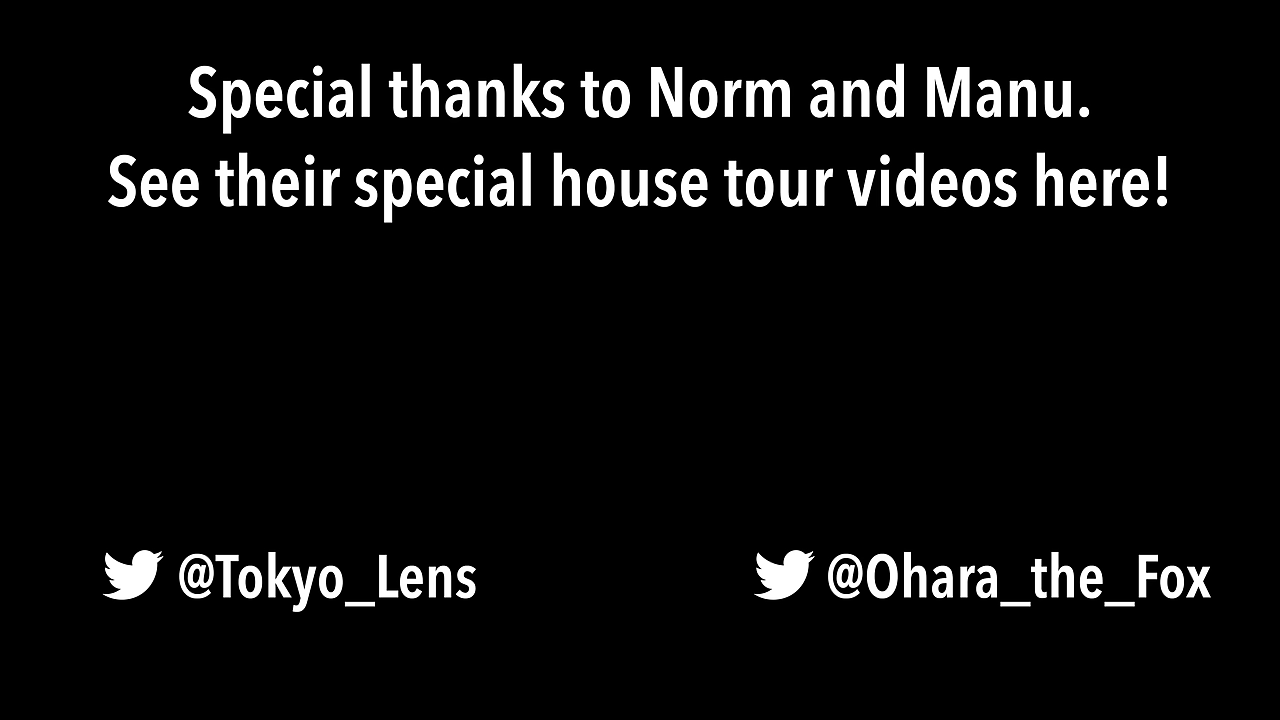 Special thanks to Norm and Manu.
See their special house tour videos here!
@Tokyo_Lens
@Ohara_the_Fox